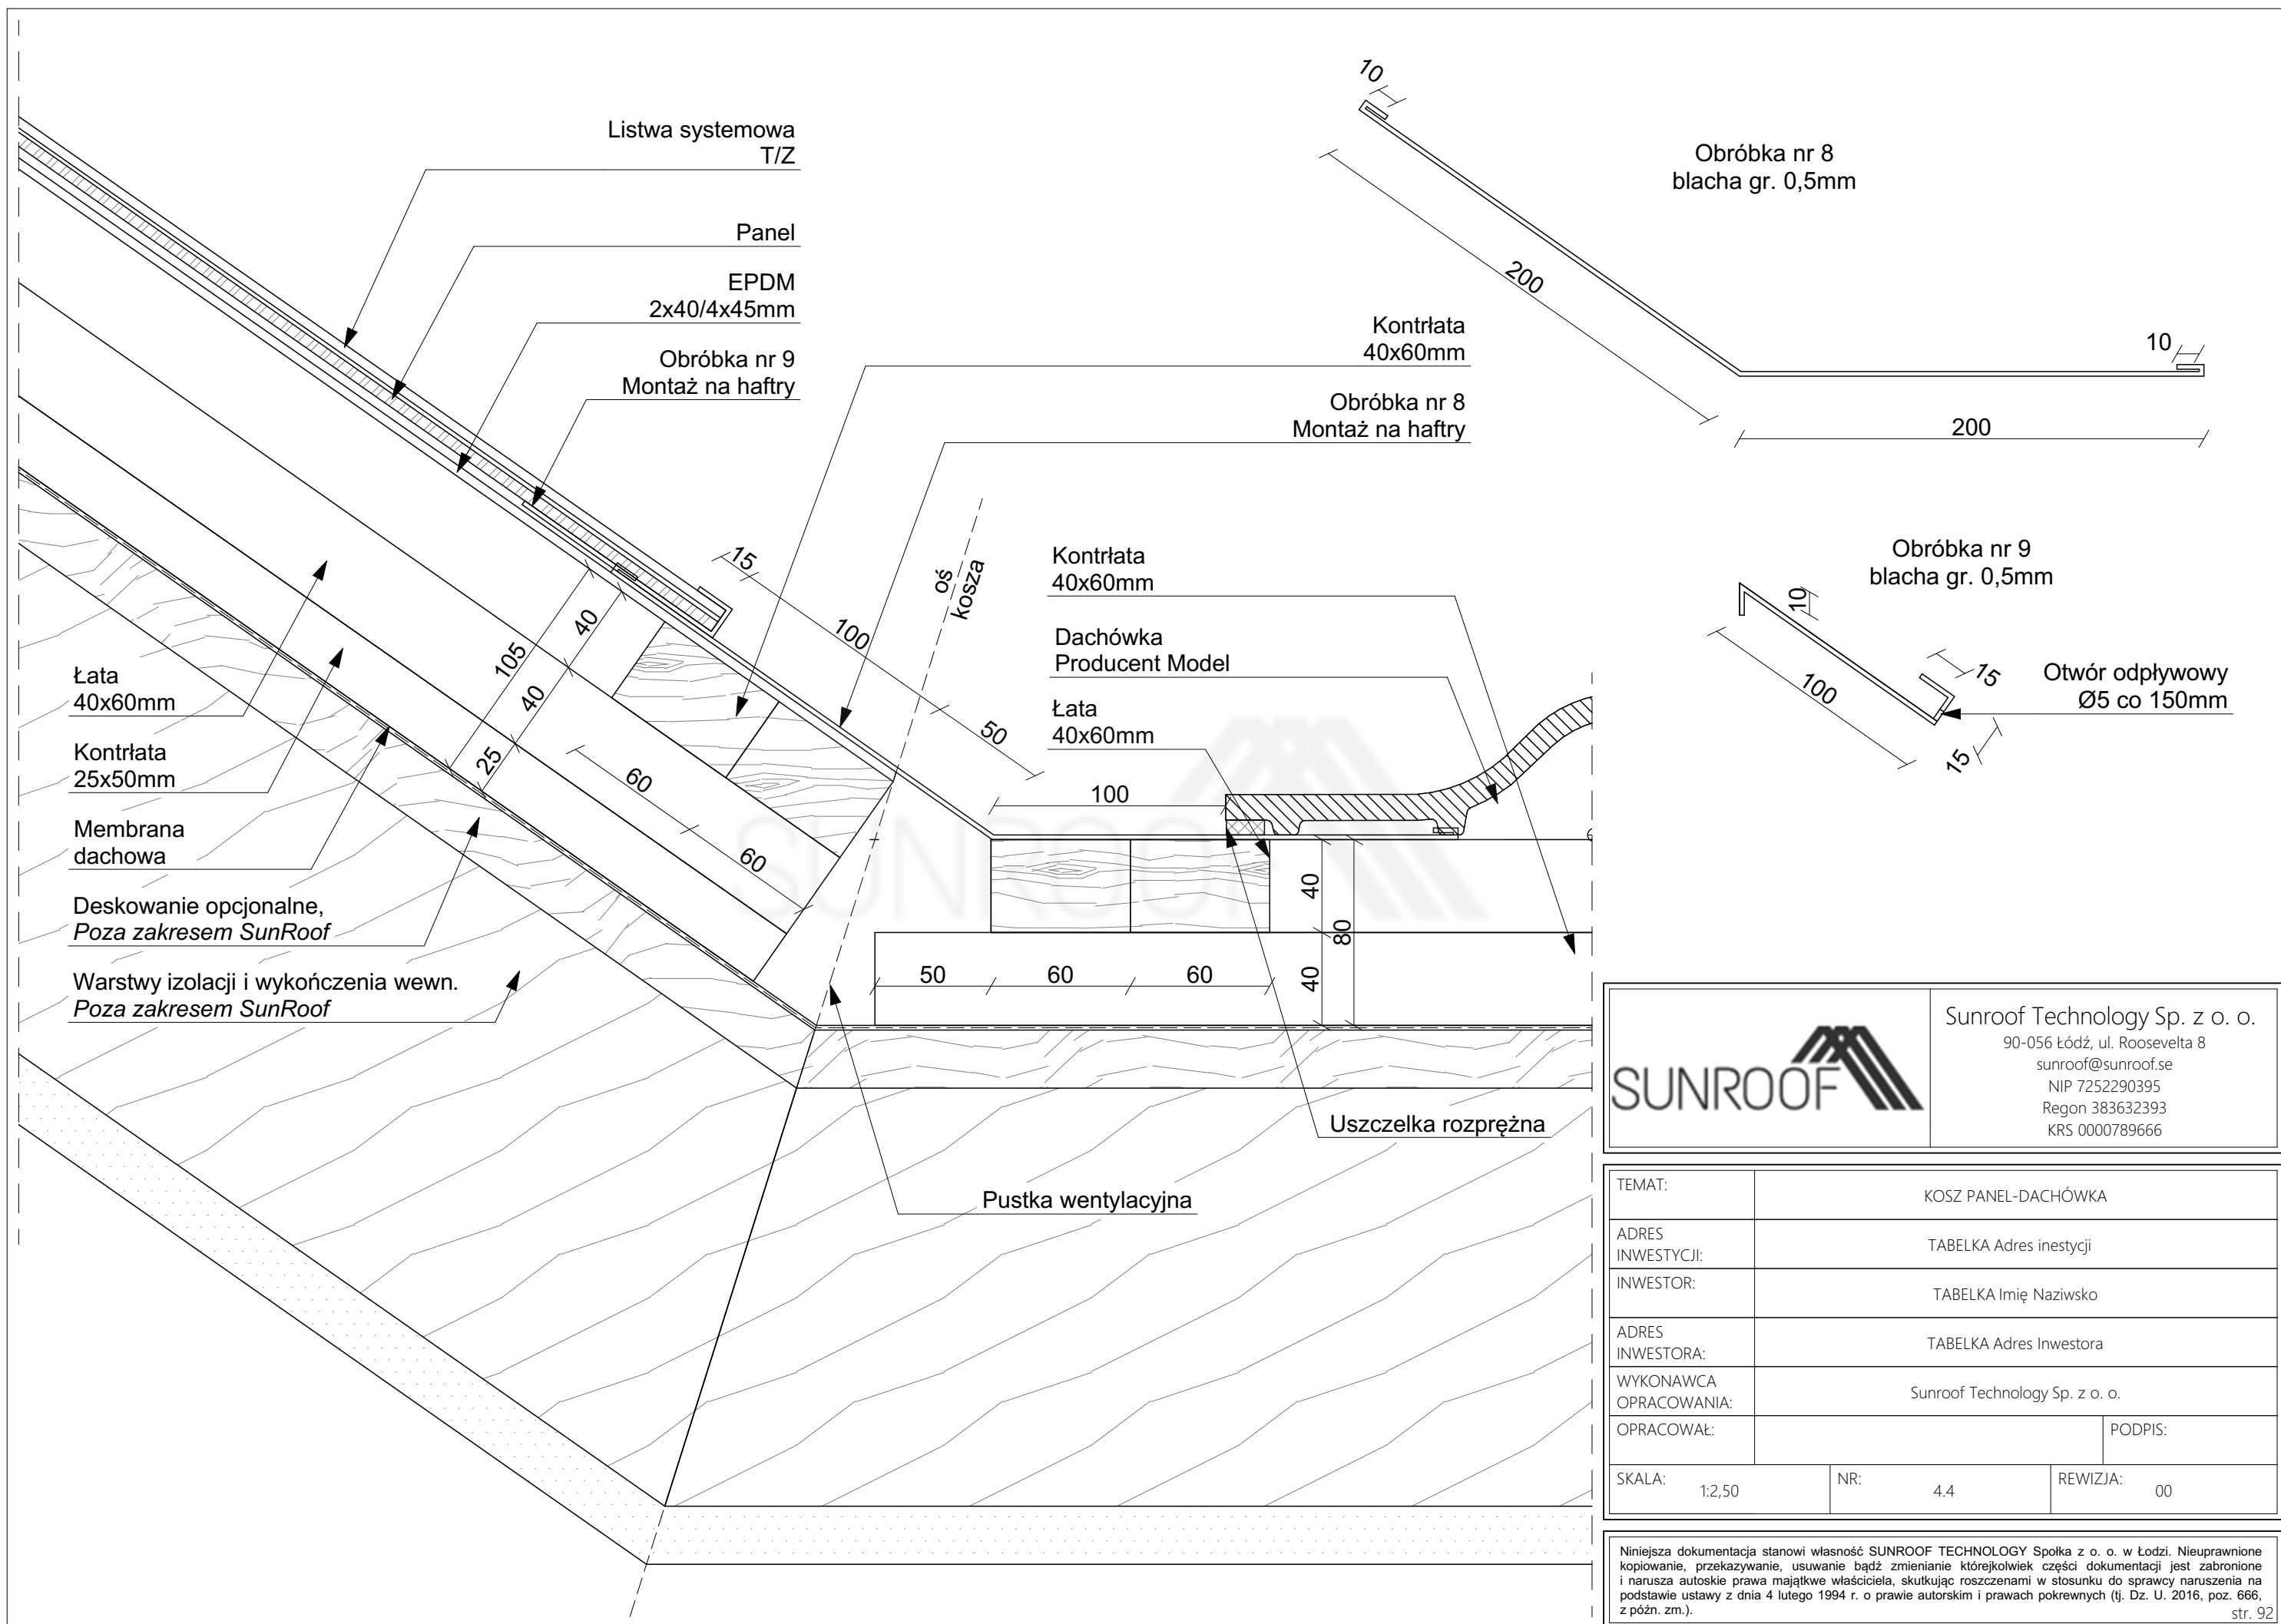 Listwa systemowa
T/Z
Panel
EPDM
2x40/4x45mm
Obróbka nr 9
Montaż na haftry
Kontrłata
40x60mm
Obróbka nr 8
Montaż na haftry
10
200
Obróbka nr 8
blacha gr. 0,5mm
10
200
Obróbka nr 9
blacha gr. 0,5mm
10
100
15
15
Otwór odpływowy
Ø5 co 150mm
15
100
50
oś
kosza
Kontrłata
40x60mm
Dachówka
Producent Model
Łata
40x60mm
100
105
40
40
25
60
60
Łata
40x60mm
Kontrłata
25x50mm
Membrana
dachowa
Deskowanie opcjonalne,
Poza zakresem SunRoof
Warstwy izolacji i wykończenia wewn.
Poza zakresem SunRoof
SUNROOF
40
80
40
50
60
60
Uszczelka rozprężna
Pustka wentylacyjna
SUNROOF
Sunroof Technology Sp. z o. o.
90-056 Łódź, ul. Roosevelta 8
sunroof@sunroof.se
NIP 7252290395
Regon 383632393
KRS 0000789666
TEMAT:
KOSZ PANEL-DACHÓWKA
ADRES
INWESTYCJI:
TABELKA Adres inestycji
INWESTOR:
TABELKA Imię Naziwsko
ADRES
INWESTORA:
TABELKA Adres Inwestora
WYKONAWCA
OPRACOWANIA:
Sunroof Technology Sp. z o. o.
OPRACOWAŁ:
PODPIS:
SKALA:
1:2,50
NR:
4.4
REWIZJA:
00
Niniejsza dokumentacja stanowi własność SUNROOF TECHNOLOGY Społka z o. o. w Łodzi. Nieuprawnione
kopiowanie, przekazywanie, usuwanie bądź zmienianie którejkolwiek części dokumentacji jest zabronione
i narusza autoskie prawa majątkwe właściciela, skutkując roszczenami w stosunku do sprawcy naruszenia na
podstawie ustawy z dnia 4 lutego 1994 r. o prawie autorskim i prawach pokrewnych (tj. Dz. U. 2016, poz. 666,
z późn. zm.).
str. 92